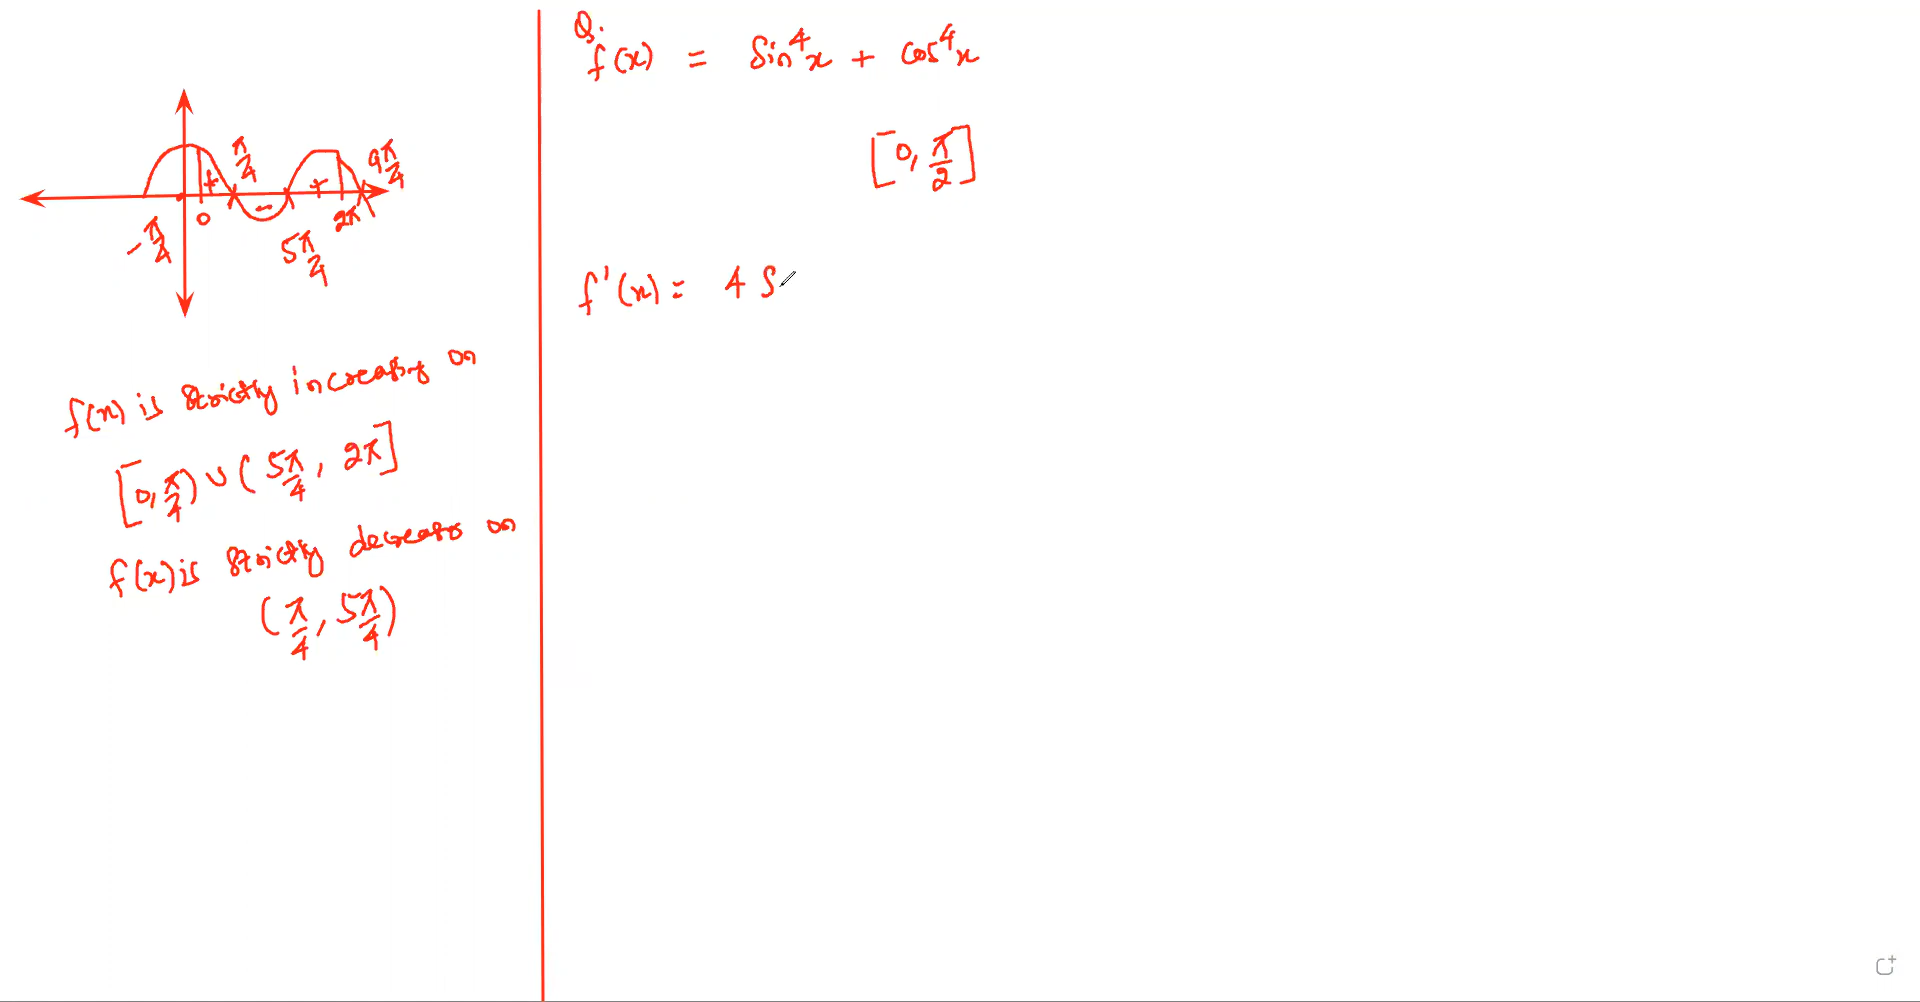 +
π/4
+
9π/4
-
0
2π
-π/4
5π/4
f(x) is strictly increasing on
[0, π/4) ∪ (5π/4, 2π]
f(x) is strictly decreas on
(π/4, 5π/4)
Q.
f(x) = Sin⁴x + cos⁴x
[0, π/2]
f'(x) = 4 S